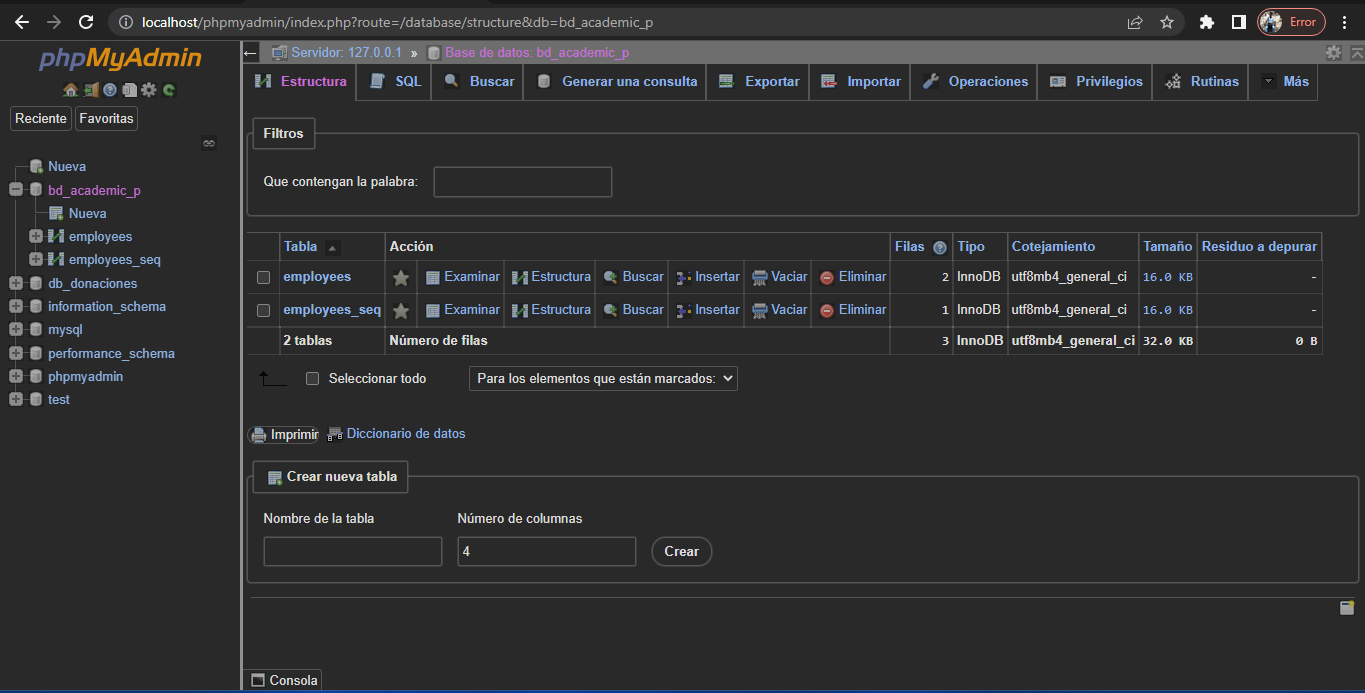 localhost/phpmyadmin/index.php?route=/database/structure&db=bd_academic_p
Error
phpMyAdmin
Reciente Favoritas
Nueva
bd_academic_p
Nueva
employees
employees_seq
db_donaciones
information_schema
mysql
performance_schema
phpmyadmin
test
Servidor: 127.0.0.1 » Base de datos: bd_academic_p
Estructura SQL Buscar Generar una consulta Exportar Importar Operaciones Privilegios Rutinas Más
Filtros
Que contengan la palabra:
Tabla Acción Filas Tipo Cotejamiento Tamaño Residuo a depurar
employees Examinar Estructura Buscar Insertar Vaciar Eliminar 2 InnoDB utf8mb4_general_ci 16.0 KB -
employees_seq Examinar Estructura Buscar Insertar Vaciar Eliminar 1 InnoDB utf8mb4_general_ci 16.0 KB -
2 tablas Número de filas 3 InnoDB utf8mb4_general_ci 32.0 KB 0 B
Seleccionar todo Para los elementos que están marcados:
Imprimir Diccionario de datos
Crear nueva tabla
Nombre de la tabla Número de columnas
4 Crear
Consola